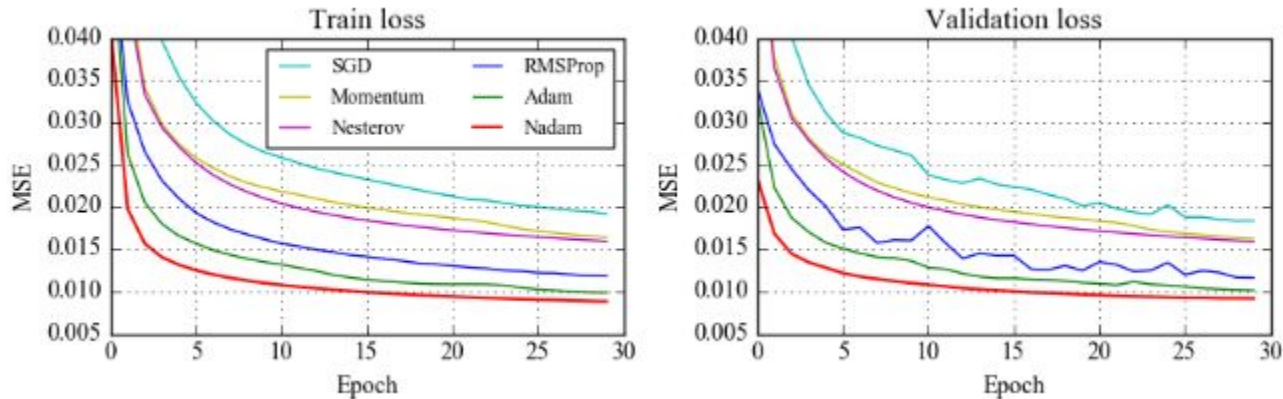 Train loss
Validation loss
0.040
0.035
0.030
0.025
0.020
0.015
0.010
0.005
MSE
SGD RMSProp
Momentum Adam
Nesterov Nadam
0 5 10 15 20 25 30
Epoch
0.040
0.035
0.030
0.025
0.020
0.015
0.010
0.005
MSE
0 5 10 15 20 25 30
Epoch